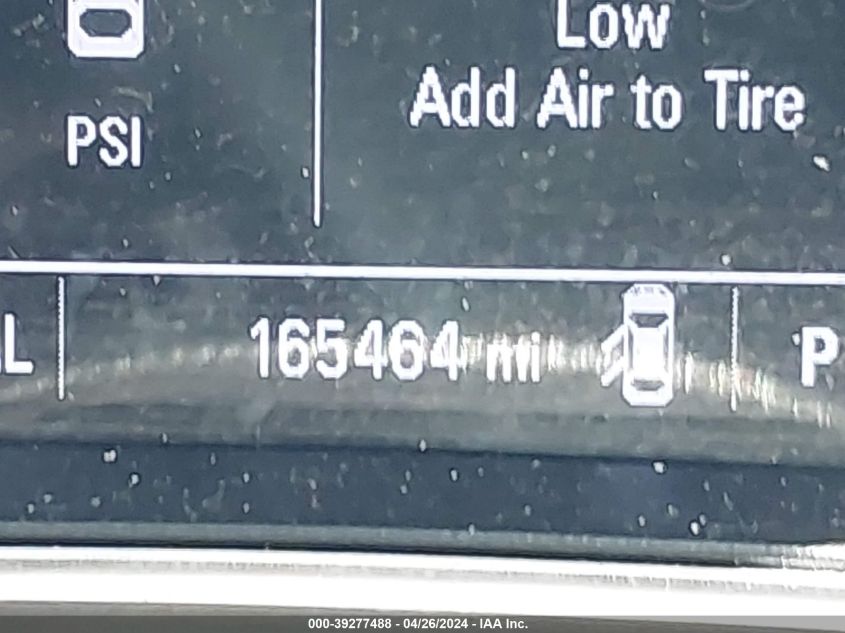 Low
Add Air to Tire
PSI
165464 mi
P
000-39277488 - 04/26/2024 - IAA Inc.